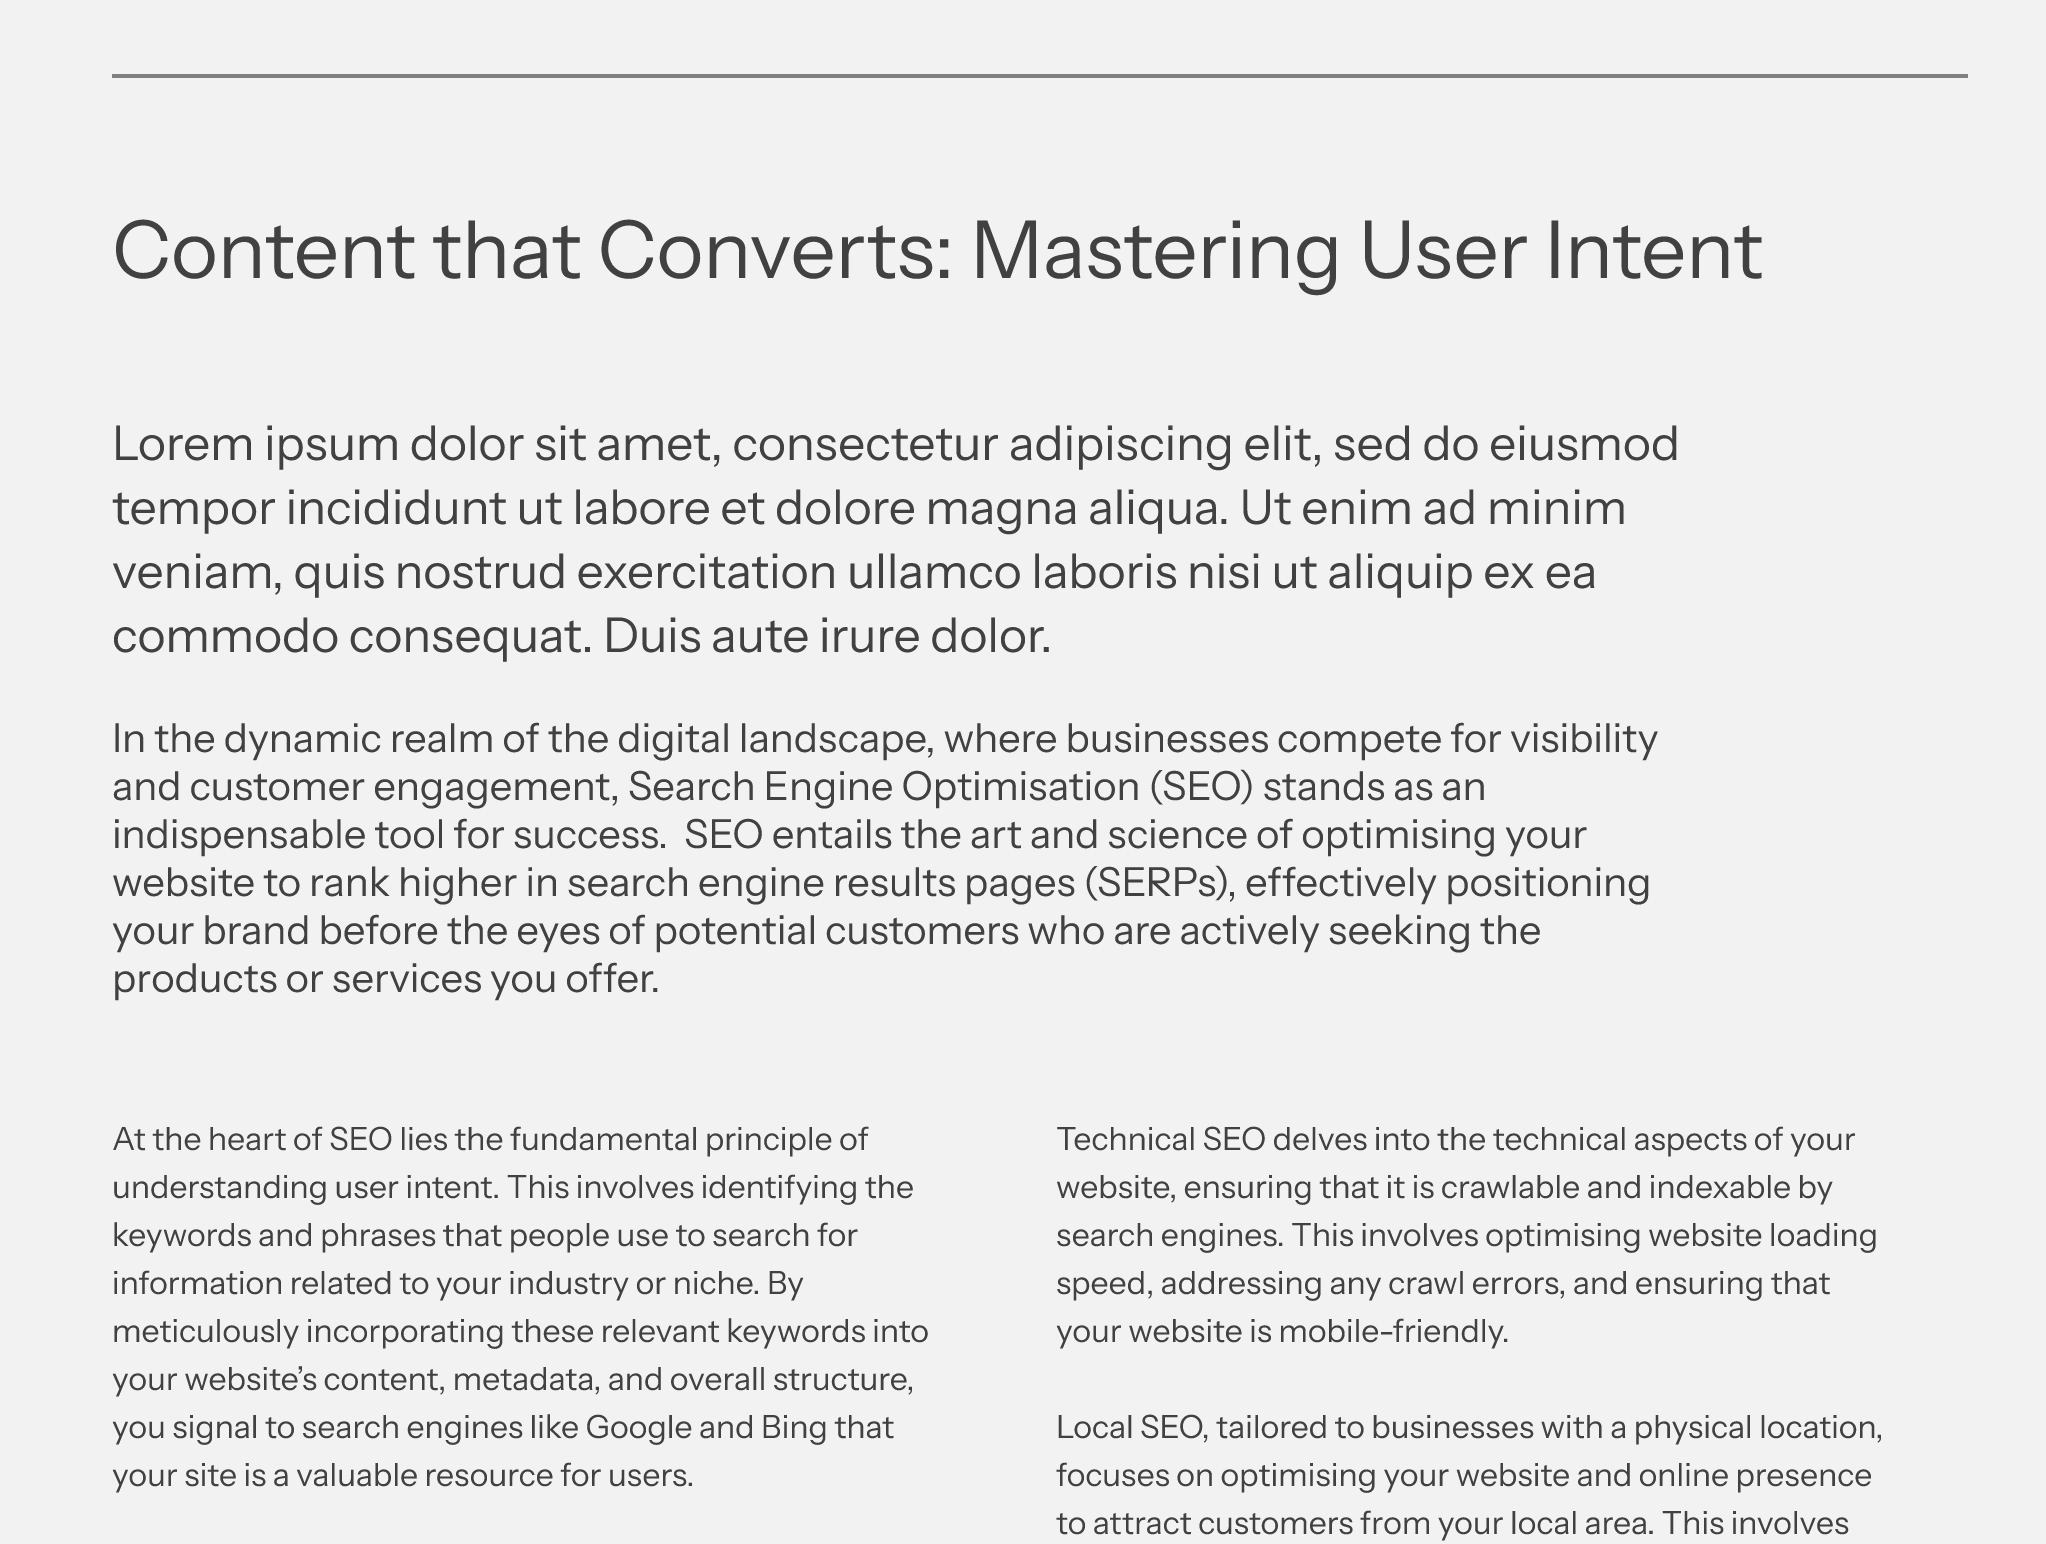 Content that Converts: Mastering User Intent
Lorem ipsum dolor sit amet, consectetur adipiscing elit, sed do eiusmod
tempor incididunt ut labore et dolore magna aliqua. Ut enim ad minim
veniam, quis nostrud exercitation ullamco laboris nisi ut aliquip ex ea
commodo consequat. Duis aute irure dolor.
In the dynamic realm of the digital landscape, where businesses compete for visibility
and customer engagement, Search Engine Optimisation (SEO) stands as an
indispensable tool for success.  SEO entails the art and science of optimising your
website to rank higher in search engine results pages (SERPs), effectively positioning
your brand before the eyes of potential customers who are actively seeking the
products or services you offer.
At the heart of SEO lies the fundamental principle of
understanding user intent. This involves identifying the
keywords and phrases that people use to search for
information related to your industry or niche. By
meticulously incorporating these relevant keywords into
your website’s content, metadata, and overall structure,
you signal to search engines like Google and Bing that
your site is a valuable resource for users.
Technical SEO delves into the technical aspects of your
website, ensuring that it is crawlable and indexable by
search engines. This involves optimising website loading
speed, addressing any crawl errors, and ensuring that
your website is mobile-friendly.
Local SEO, tailored to businesses with a physical location,
focuses on optimising your website and online presence
to attract customers from your local area. This involves